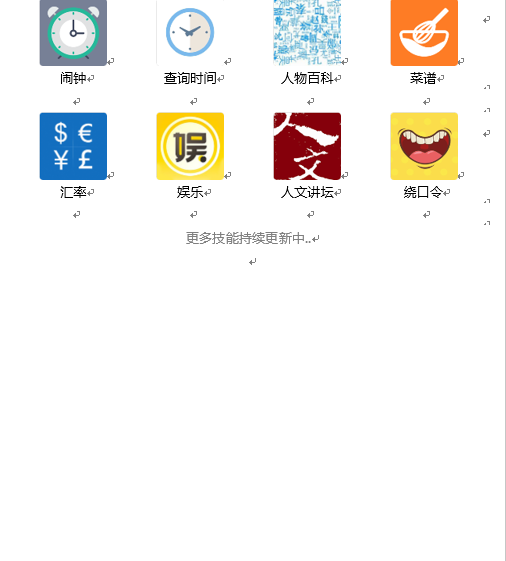 闹钟 查询时间 人物百科 菜谱
$ €
¥ £
娱
人文
汇率 娱乐 人文讲坛 绕口令
更多技能持续更新中..